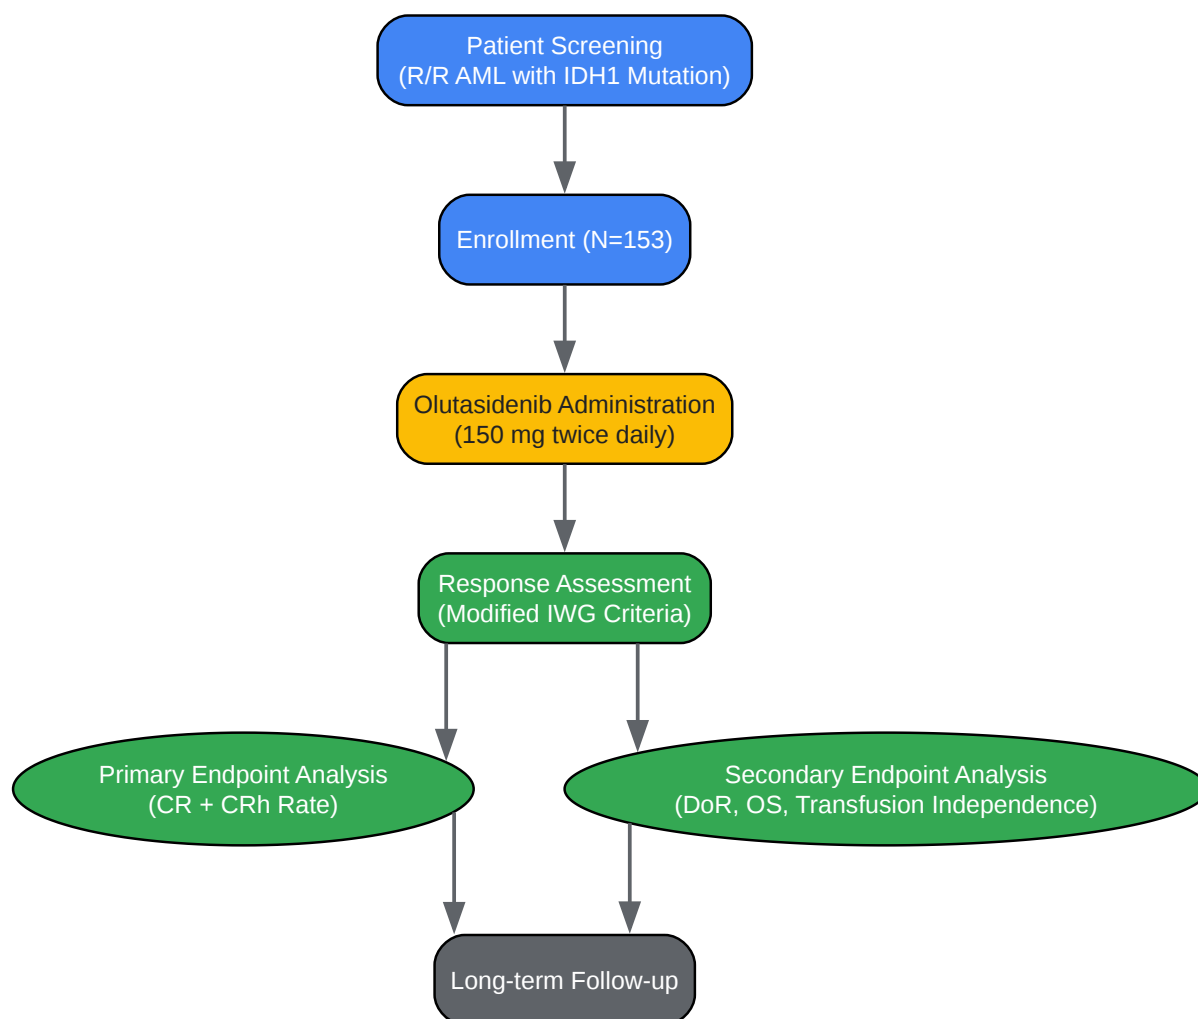 Patient Screening
(R/R AML with IDH1 Mutation)
Enrollment (N=153)
Olutasidenib Administration
(150 mg twice daily)
Response Assessment
(Modified IWG Criteria)
Primary Endpoint Analysis
(CR + CRh Rate)
Secondary Endpoint Analysis
(DoR, OS, Transfusion Independence)
Long-term Follow-up